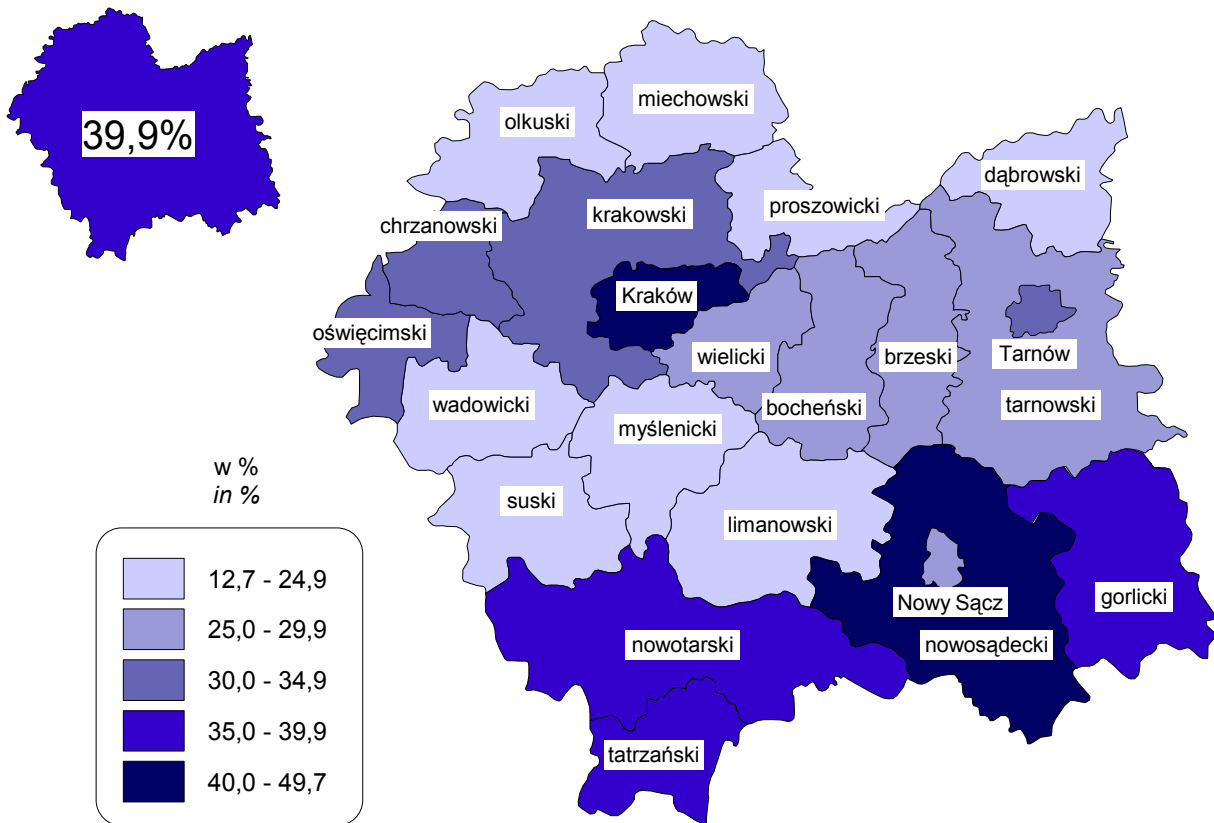 39,9%
miechowski
olkuski
dąbrowski
proszowicki
krakowski
chrzanowski
Kraków
oświęcimski
wielicki
brzeski
Tarnów
wadowicki
bocheński
tarnowski
myślenicki
suski
limanowski
Nowy Sącz
gorlicki
nowotarski
nowosądecki
tatrzański
w %
in %
12,7 - 24,9
25,0 - 29,9
30,0 - 34,9
35,0 - 39,9
40,0 - 49,7